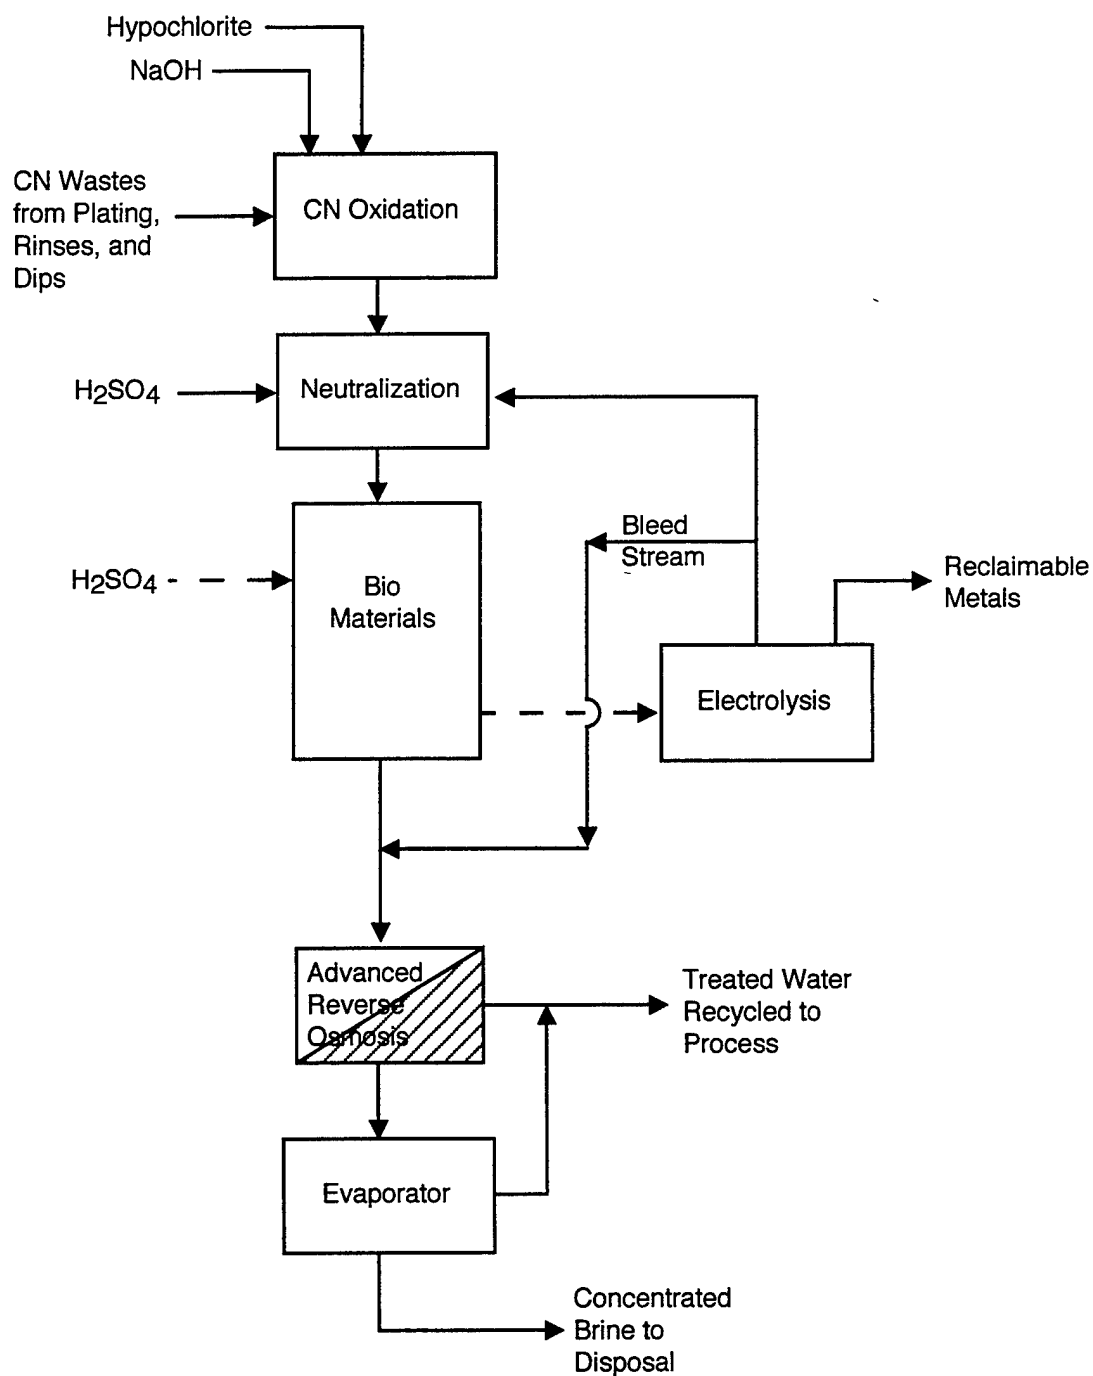 Hypochlorite
NaOH
CN Wastes
from Plating,
Rinses, and
Dips
CN Oxidation
H2SO4
Neutralization
Bleed
Stream
H2SO4
Bio
Materials
Reclaimable
Metals
Electrolysis
Advanced
Reverse
Osmosis
Treated Water
Recycled to
Process
Evaporator
Concentrated
Brine to
Disposal